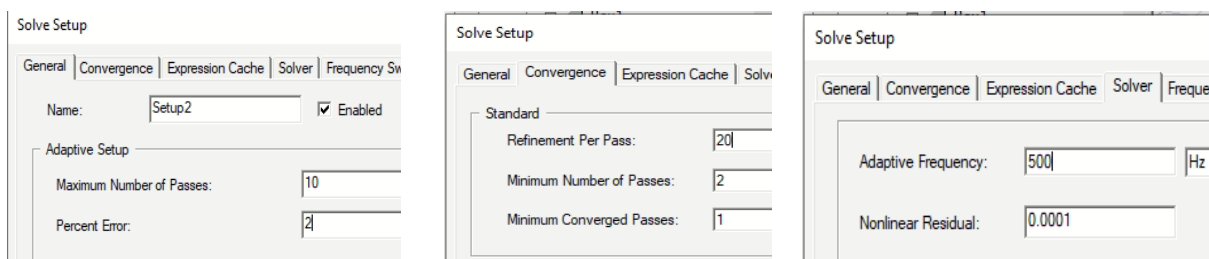 Solve Setup
General Convergence Expression Cache Solver Frequency Sw
Name: Setup2 Enabled
Adaptive Setup
Maximum Number of Passes: 10
Percent Error: 2
Solve Setup
General Convergence Expression Cache Solve
Standard
Refinement Per Pass: 20
Minimum Number of Passes: 2
Minimum Converged Passes: 1
Solve Setup
General Convergence Expression Cache Solver Freque
Adaptive Frequency: 500 Hz
Nonlinear Residual: 0.0001